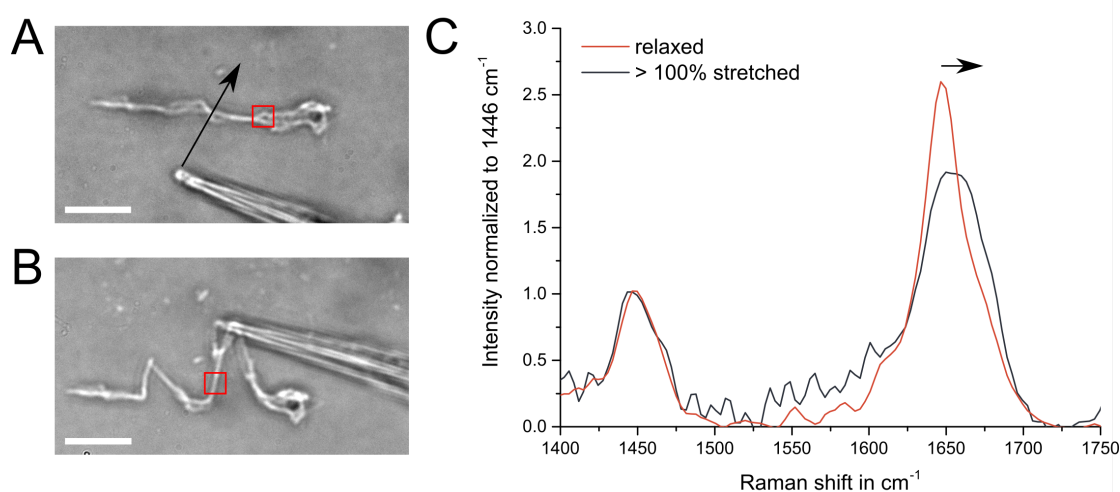 A
B
C
Intensity normalized to 1446 cm⁻¹
3.0
2.5
2.0
1.5
1.0
0.5
0.0
relaxed
> 100% stretched
1400 1450 1500 1550 1600 1650 1700 1750
Raman shift in cm⁻¹